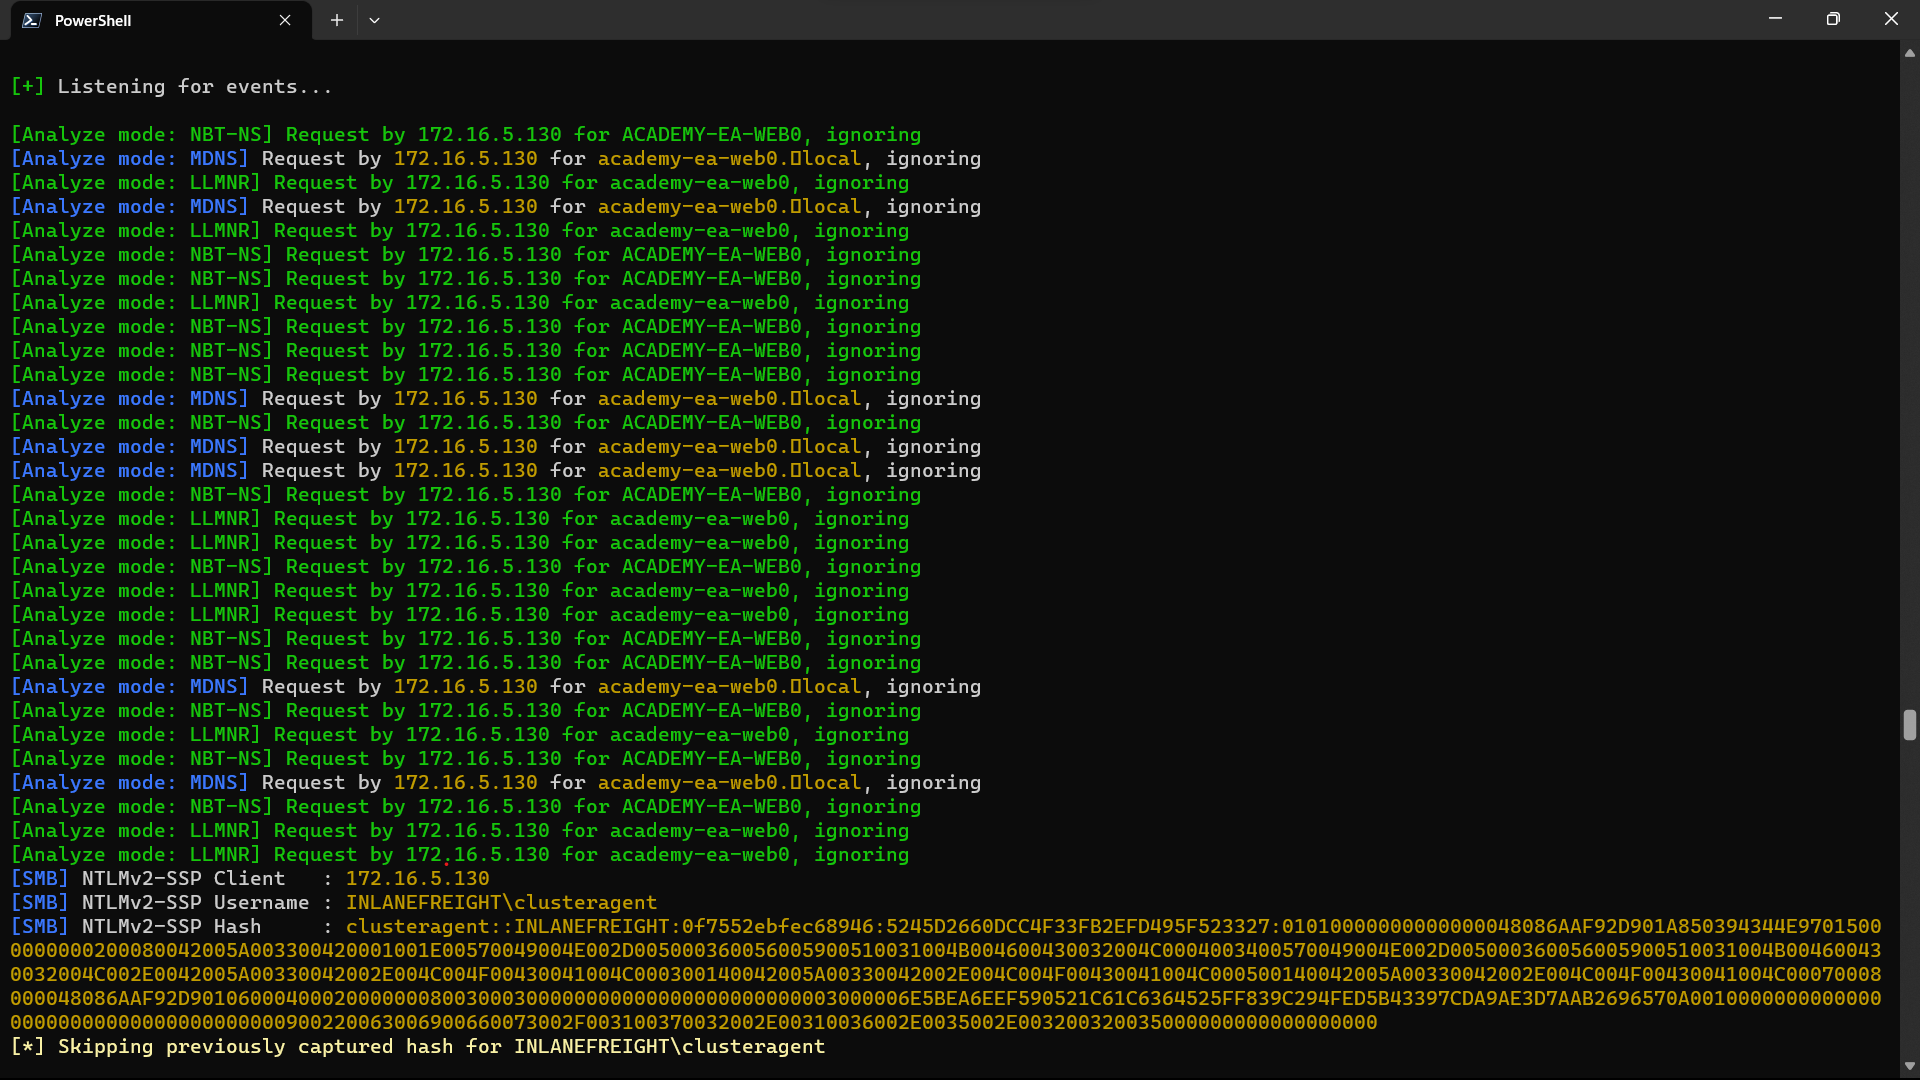 PowerShell
[+] Listening for events...
[Analyze mode: NBT-NS] Request by 172.16.5.130 for ACADEMY-EA-WEB0, ignoring
[Analyze mode: MDNS] Request by 172.16.5.130 for academy-ea-web0.▯local, ignoring
[Analyze mode: LLMNR] Request by 172.16.5.130 for academy-ea-web0, ignoring
[Analyze mode: MDNS] Request by 172.16.5.130 for academy-ea-web0.▯local, ignoring
[Analyze mode: LLMNR] Request by 172.16.5.130 for academy-ea-web0, ignoring
[Analyze mode: NBT-NS] Request by 172.16.5.130 for ACADEMY-EA-WEB0, ignoring
[Analyze mode: NBT-NS] Request by 172.16.5.130 for ACADEMY-EA-WEB0, ignoring
[Analyze mode: LLMNR] Request by 172.16.5.130 for academy-ea-web0, ignoring
[Analyze mode: NBT-NS] Request by 172.16.5.130 for ACADEMY-EA-WEB0, ignoring
[Analyze mode: NBT-NS] Request by 172.16.5.130 for ACADEMY-EA-WEB0, ignoring
[Analyze mode: NBT-NS] Request by 172.16.5.130 for ACADEMY-EA-WEB0, ignoring
[Analyze mode: MDNS] Request by 172.16.5.130 for academy-ea-web0.▯local, ignoring
[Analyze mode: NBT-NS] Request by 172.16.5.130 for ACADEMY-EA-WEB0, ignoring
[Analyze mode: MDNS] Request by 172.16.5.130 for academy-ea-web0.▯local, ignoring
[Analyze mode: MDNS] Request by 172.16.5.130 for academy-ea-web0.▯local, ignoring
[Analyze mode: NBT-NS] Request by 172.16.5.130 for ACADEMY-EA-WEB0, ignoring
[Analyze mode: LLMNR] Request by 172.16.5.130 for academy-ea-web0, ignoring
[Analyze mode: LLMNR] Request by 172.16.5.130 for academy-ea-web0, ignoring
[Analyze mode: NBT-NS] Request by 172.16.5.130 for ACADEMY-EA-WEB0, ignoring
[Analyze mode: LLMNR] Request by 172.16.5.130 for academy-ea-web0, ignoring
[Analyze mode: LLMNR] Request by 172.16.5.130 for academy-ea-web0, ignoring
[Analyze mode: NBT-NS] Request by 172.16.5.130 for ACADEMY-EA-WEB0, ignoring
[Analyze mode: NBT-NS] Request by 172.16.5.130 for ACADEMY-EA-WEB0, ignoring
[Analyze mode: MDNS] Request by 172.16.5.130 for academy-ea-web0.▯local, ignoring
[Analyze mode: NBT-NS] Request by 172.16.5.130 for ACADEMY-EA-WEB0, ignoring
[Analyze mode: LLMNR] Request by 172.16.5.130 for academy-ea-web0, ignoring
[Analyze mode: NBT-NS] Request by 172.16.5.130 for ACADEMY-EA-WEB0, ignoring
[Analyze mode: MDNS] Request by 172.16.5.130 for academy-ea-web0.▯local, ignoring
[Analyze mode: NBT-NS] Request by 172.16.5.130 for ACADEMY-EA-WEB0, ignoring
[Analyze mode: LLMNR] Request by 172.16.5.130 for academy-ea-web0, ignoring
[Analyze mode: LLMNR] Request by 172.16.5.130 for academy-ea-web0, ignoring
[SMB] NTLMv2-SSP Client   : 172.16.5.130
[SMB] NTLMv2-SSP Username : INLANEFREIGHT\clusteragent
[SMB] NTLMv2-SSP Hash     : clusteragent::INLANEFREIGHT:0f7552ebfec68946:5245D2660DCC4F33FB2EFD495F523327:01010000000000000048086AAF92D901A850394344E9701500
0000000200080042005A003300420001001E00570049004E002D005000360056005900510031004B00460043003200​4C0004003400570049004E002D005000360056005900510031004B00460043
0032004C002E0042005A00330042002E004C004F00430041004C000300140042005A00330042002E004C004F00430041004C000500140042005A00330042002E004C004F00430041004C00070008
000048086AAF92D90106000400020000000800300030000000000000000000000000300000​6E5BEA6EEF590521C61C6364525FF839C294FED5B43397CDA9AE3D7AAB2696570A0010000000000000
00000000000000000000000900220063006900660073002F003100370032002E00310036002E0035002E003200320035000000000000000000
[*] Skipping previously captured hash for INLANEFREIGHT\clusteragent